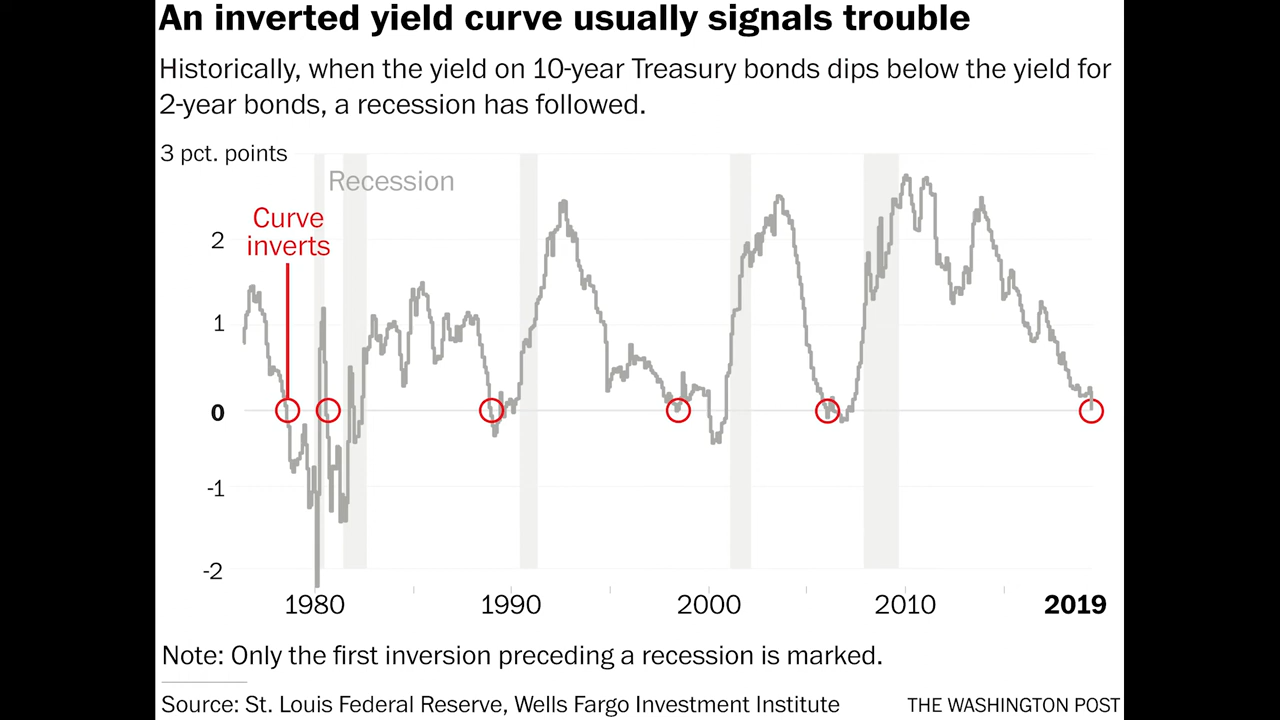 An inverted yield curve usually signals trouble
Historically, when the yield on 10-year Treasury bonds dips below the yield for
2-year bonds, a recession has followed.
3 pct. points
Recession
Curve
inverts
2
1
0
-1
-2
1980
1990
2000
2010
2019
Note: Only the first inversion preceding a recession is marked.
Source: St. Louis Federal Reserve, Wells Fargo Investment Institute
THE WASHINGTON POST